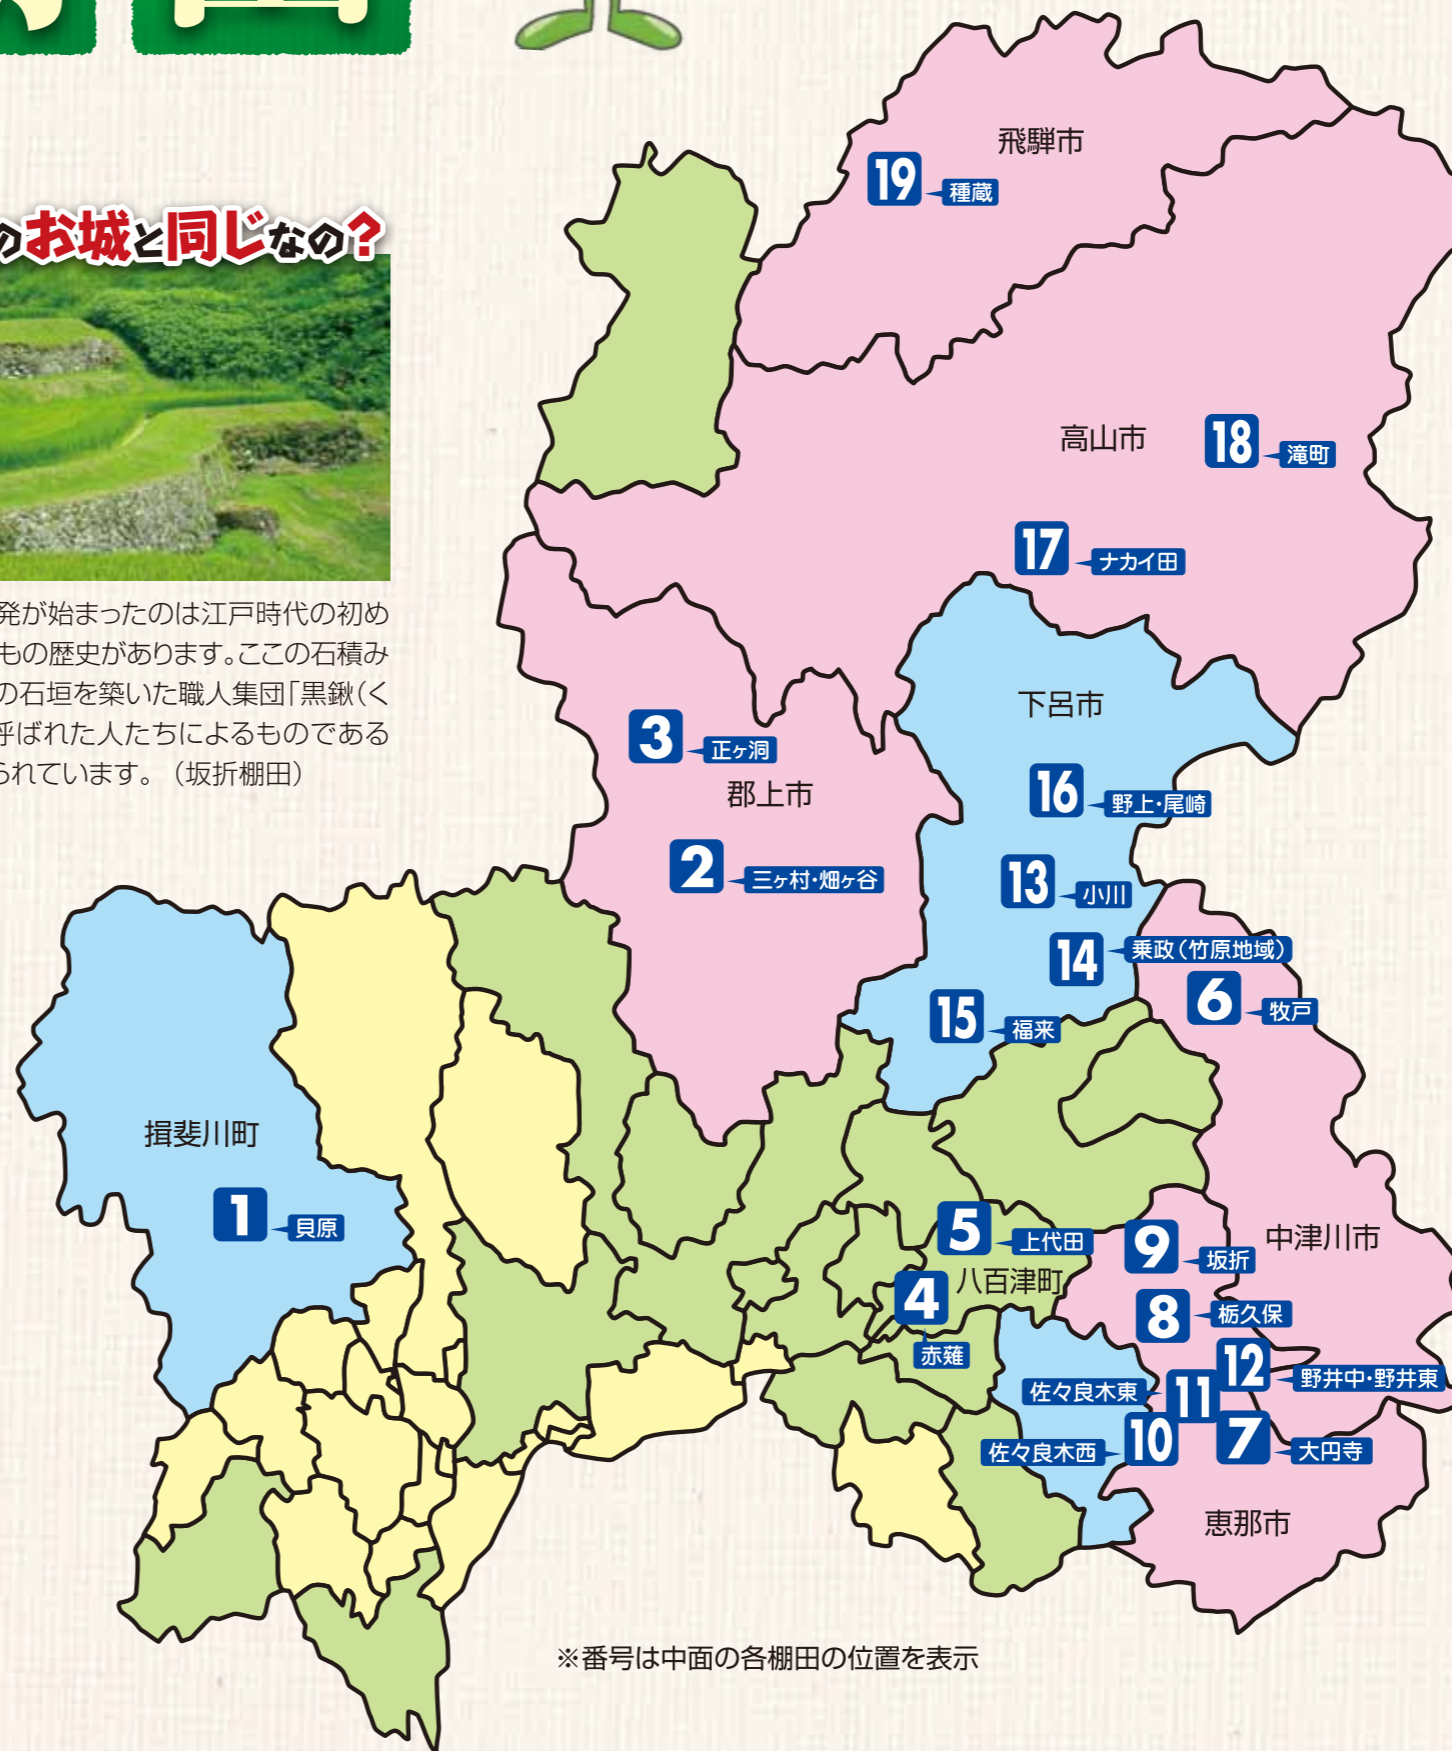 のお城と同じなの?
発が始まったのは江戸時代の初め
もの歴史があります。ここの石積み
の石垣を築いた職人集団「黒鍬(く
呼ばれた人たちによるものである
られています。(坂折棚田)
飛騨市
19 種蔵
高山市
18 滝町
17 ナカイ田
下呂市
3 正ヶ洞
郡上市
16 野上・尾崎
2 三ヶ村・畑ヶ谷
13 小川
14 乗政(竹原地域)
6 牧戸
15 福来
揖斐川町
1 貝原
5 上代田
八百津町
4 赤薙
中津川市
9 坂折
8 栃久保
12 野井中・野井東
佐々良木東 11
佐々良木西 10
7 大円寺
恵那市
※番号は中面の各棚田の位置を表示